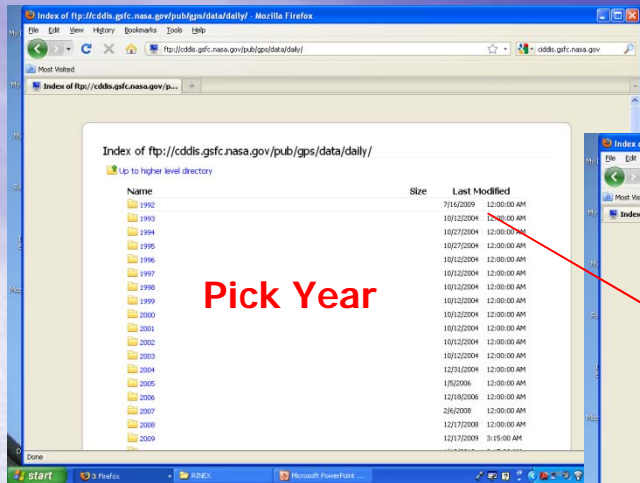 Index of ftp://cddis.gsfc.nasa.gov/pub/gps/data/daily/ - Mozilla Firefox
File Edit View History Bookmarks Tools Help
ftp://cddis.gsfc.nasa.gov/pub/gps/data/daily/
cddis.gsfc.nasa.gov
Most Visited
Index of ftp://cddis.gsfc.nasa.gov/p...
Index of ftp://cddis.gsfc.nasa.gov/pub/gps/data/daily/
Up to higher level directory
Name Size Last Modified
1992 7/16/2009 12:00:00 AM
1993 10/12/2004 12:00:00 AM
1994 10/27/2004 12:00:00 AM
1995 10/27/2004 12:00:00 AM
1996 10/12/2004 12:00:00 AM
1997 10/12/2004 12:00:00 AM
1998 10/12/2004 12:00:00 AM
1999 10/12/2004 12:00:00 AM
2000 10/12/2004 12:00:00 AM
2001 10/12/2004 12:00:00 AM
2002 10/12/2004 12:00:00 AM
2003 10/12/2004 12:00:00 AM
2004 12/31/2004 12:00:00 AM
2005 1/5/2006 12:00:00 AM
2006 12/18/2006 12:00:00 AM
2007 2/6/2008 12:00:00 AM
2008 12/17/2008 12:00:00 AM
2009 12/17/2009 3:15:00 AM
Pick Year
Done
start 3 Firefox RINEX Microsoft PowerPoint ...
Index
File Edit
Most Vis
Index